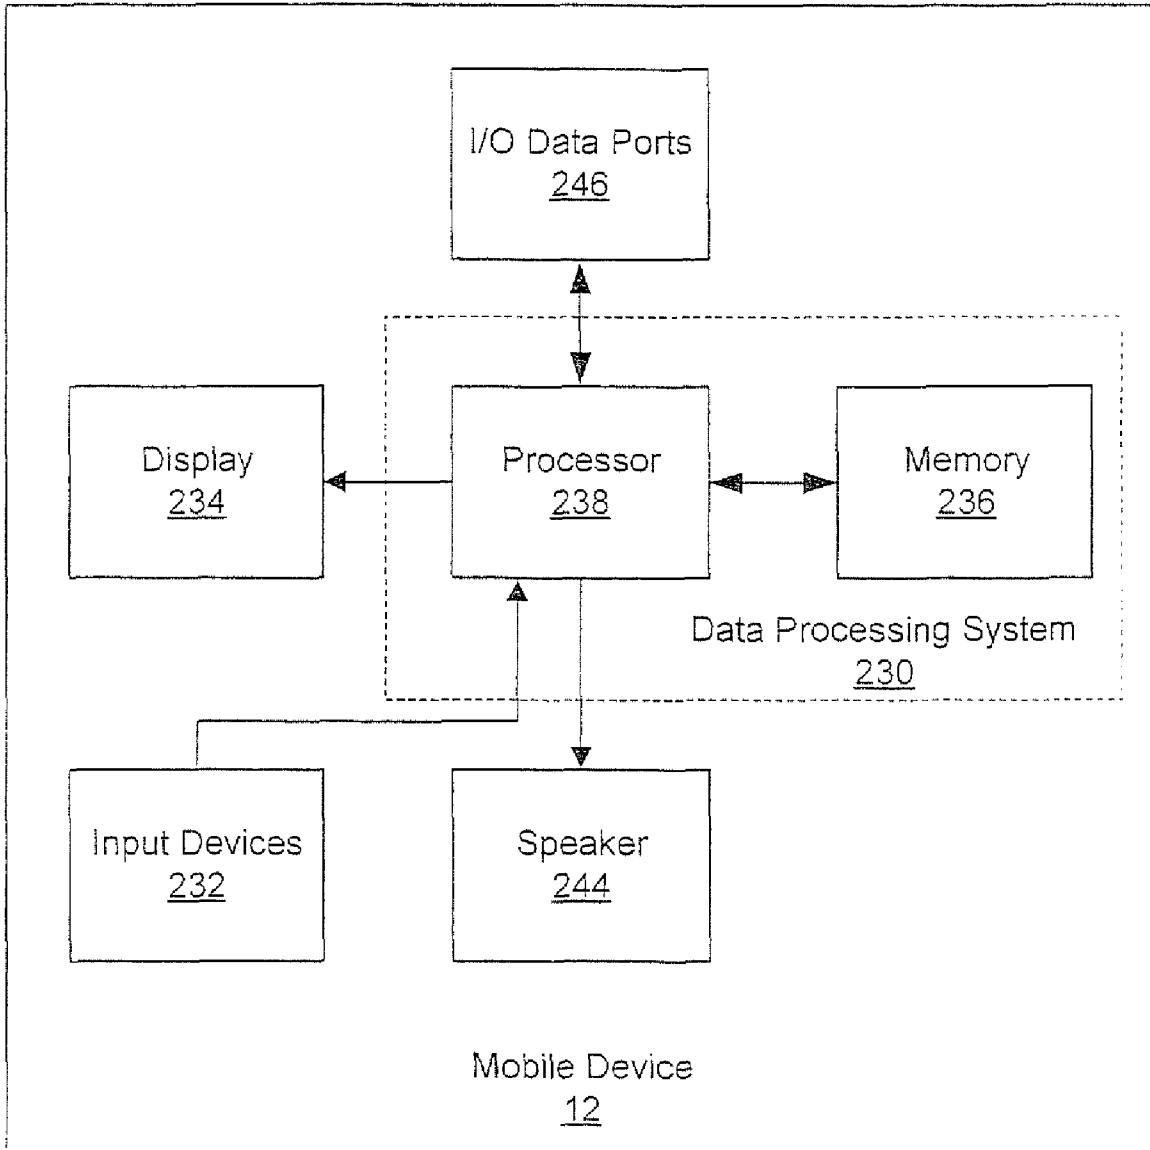 I/O Data Ports
246
Display
234
Processor
238
Memory
236
Data Processing System
230
Input Devices
232
Speaker
244
Mobile Device
12